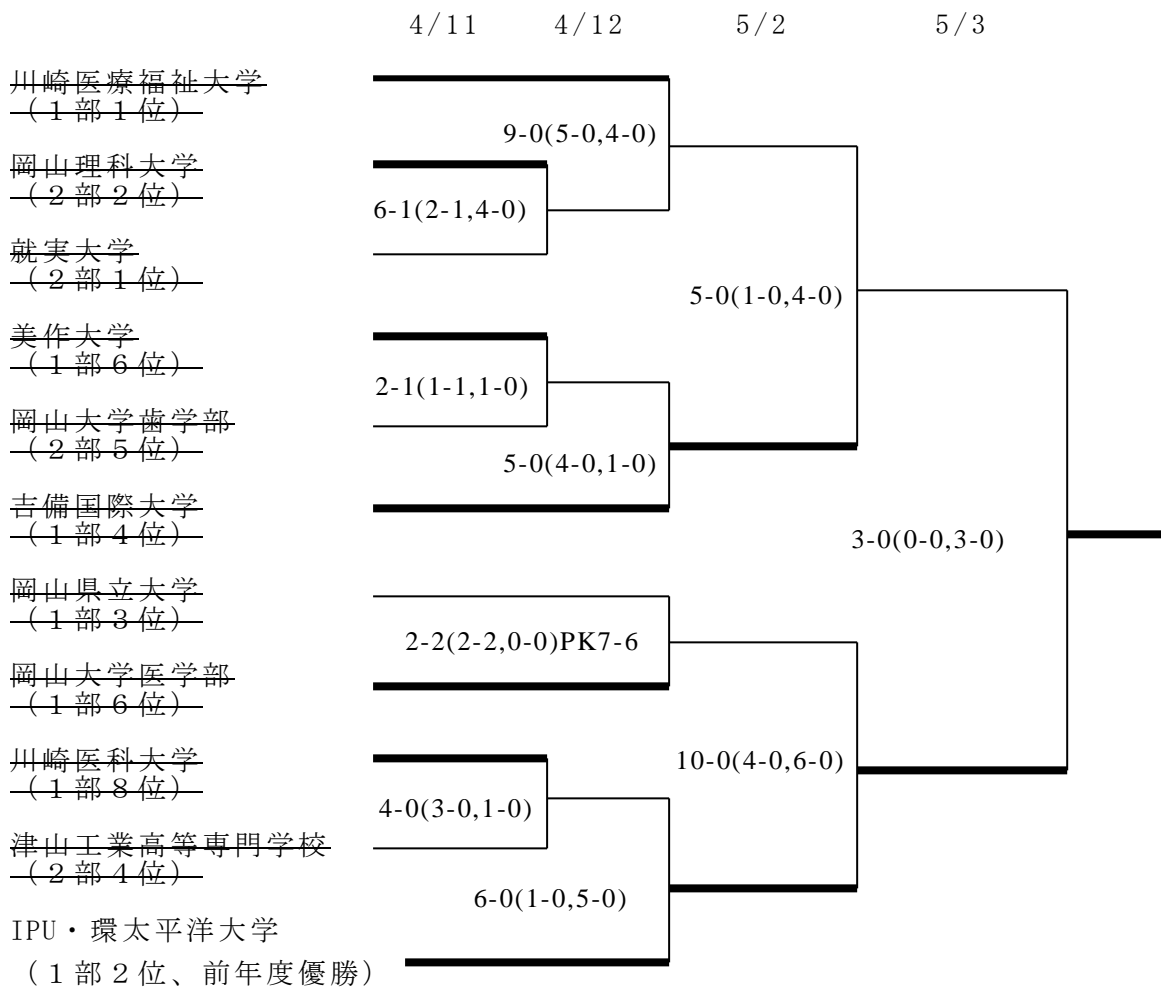 4/11 4/12 5/2 5/3
川崎医療福祉大学
(1部1位)
9-0(5-0,4-0)
岡山理科大学
(2部2位)
6-1(2-1,4-0)
就実大学
(2部1位)
5-0(1-0,4-0)
美作大学
(1部6位)
2-1(1-1,1-0)
岡山大学歯学部
(2部5位)
5-0(4-0,1-0)
吉備国際大学
(1部4位)
3-0(0-0,3-0)
岡山県立大学
(1部3位)
2-2(2-2,0-0)PK7-6
岡山大学医学部
(1部6位)
川崎医科大学
(1部8位)
10-0(4-0,6-0)
4-0(3-0,1-0)
津山工業高等専門学校
(2部4位)
6-0(1-0,5-0)
IPU・環太平洋大学
(1部2位、前年度優勝)